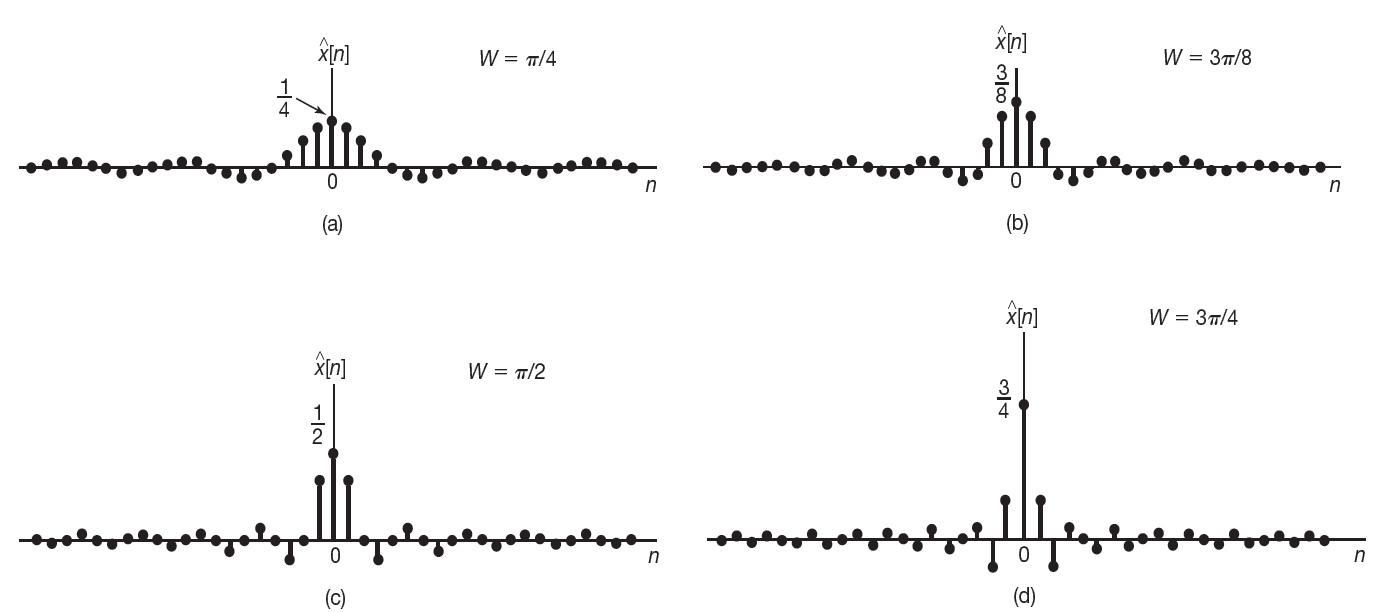 x̂[n]
W = π/4
1/4
0
n
(a)
x̂[n]
W = 3π/8
3/8
0
n
(b)
x̂[n]
W = π/2
1/2
0
n
(c)
x̂[n]
W = 3π/4
3/4
0
n
(d)